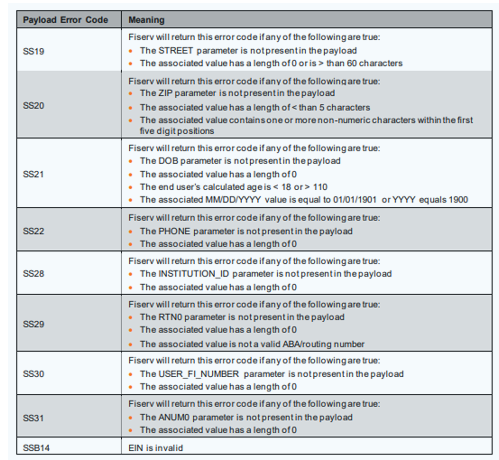 Payload Error Code Meaning
SS19
Fiserv will return this error code if any of the following are true:
• The STREET parameter is not present in the payload
• The associated value has a length of 0 or is > than 60 characters
SS20
Fiserv will return this error code if any of the following are true:
• The ZIP parameter is not present in the payload
• The associated value has a length of < than 5 characters
• The associated value contains one or more non-numeric characters within the first
five digit positions
SS21
Fiserv will return this error code if any of the following are true:
• The DOB parameter is not present in the payload
• The associated value has a length of 0
• The end user's calculated age is < 18 or > 110
• The associated MM/DD/YYYY value is equal to 01/01/1901 or YYYY equals 1900
SS22
Fiserv will return this error code if any of the following are true:
• The PHONE parameter is not present in the payload
• The associated value has a length of 0
SS28
Fiserv will return this error code if any of the following are true:
• The INSTITUTION_ID parameter is not present in the payload
• The associated value has a length of 0
SS29
Fiserv will return this error code if any of the following are true:
• The RTN0 parameter is not present in the payload
• The associated value has a length of 0
• The associated value is not a valid ABA/routing number
SS30
Fiserv will return this error code if any of the following are true:
• The USER_FI_NUMBER parameter is not present in the payload
• The associated value has a length of 0
SS31
Fiserv will return this error code if any of the following are true:
• The ANUM0 parameter is not present in the payload
• The associated value has a length of 0
SSB14 EIN is invalid